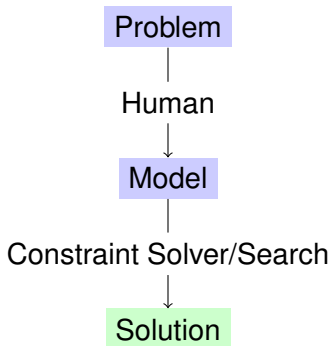 Problem
Human
Model
Constraint Solver/Search
Solution